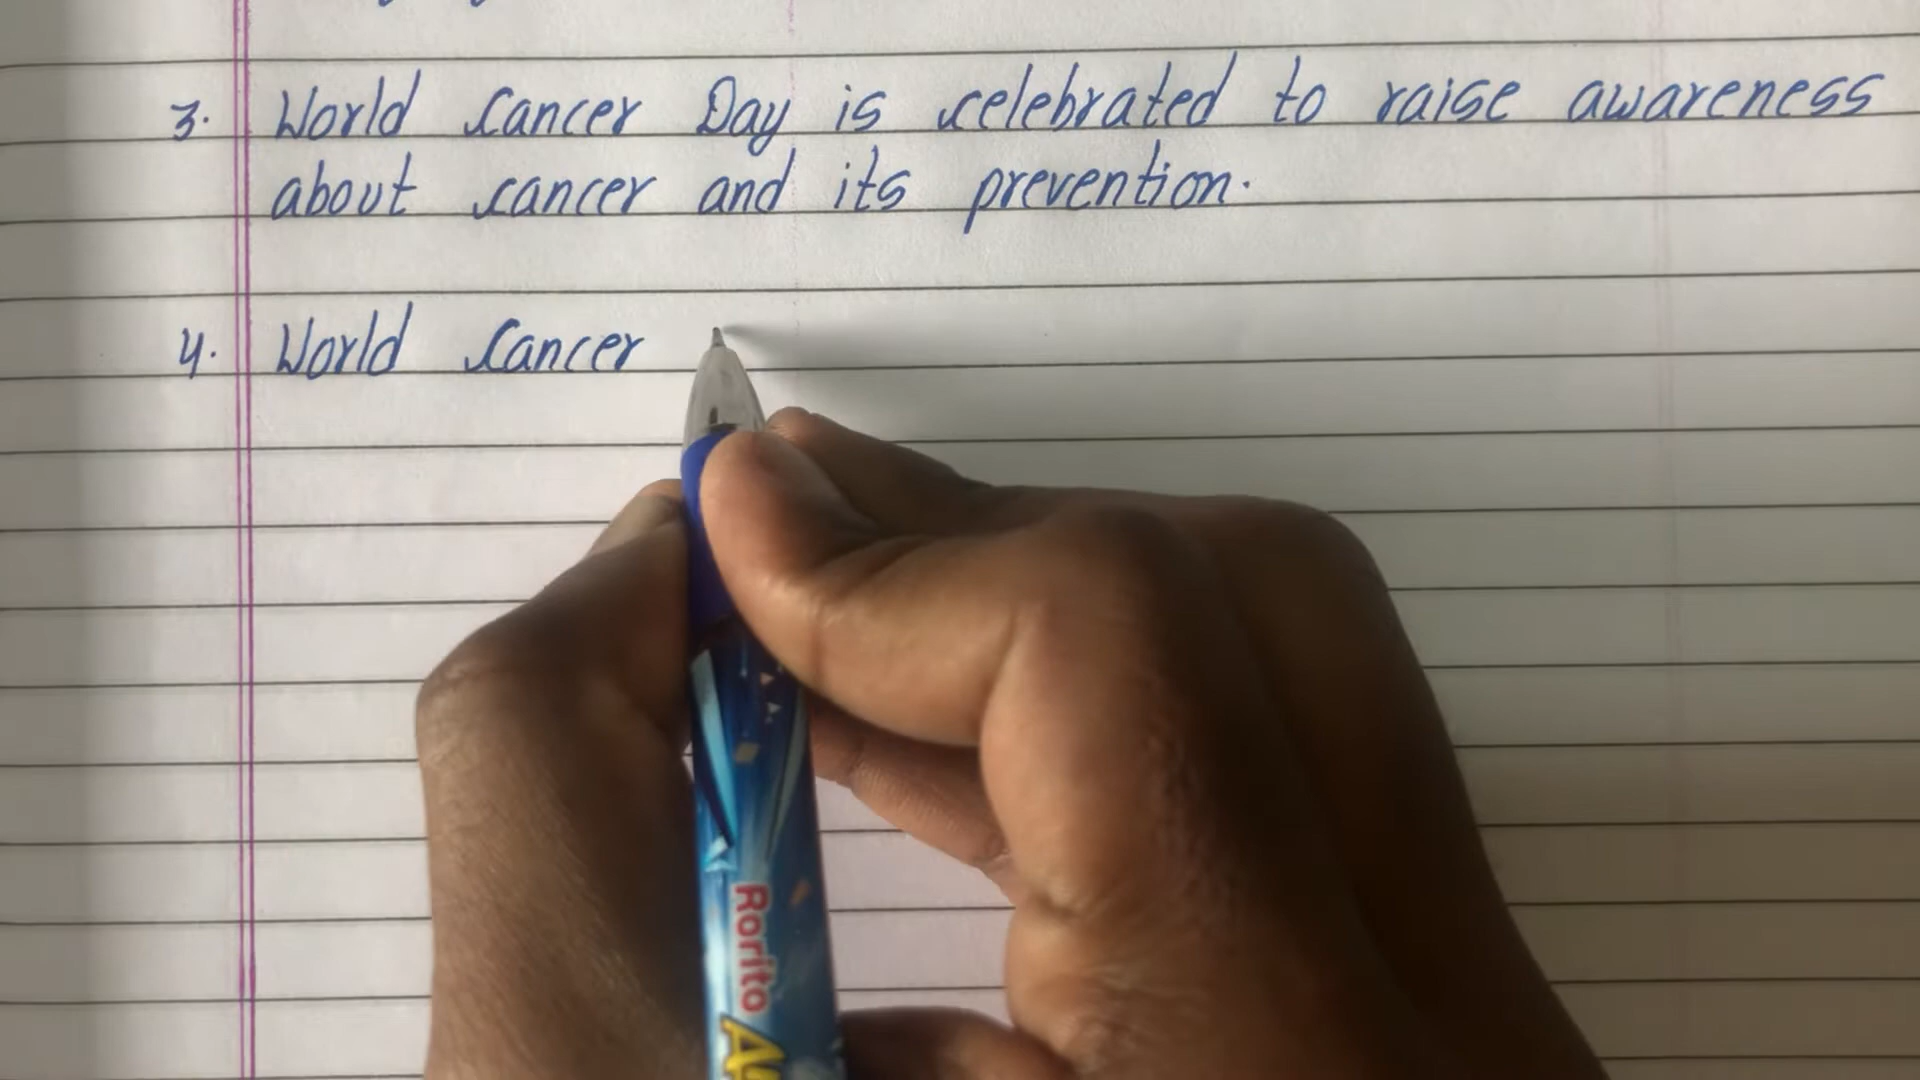 3. World Cancer Day is celebrated to raise awareness
about cancer and its prevention.
4. World Cancer
Rorito